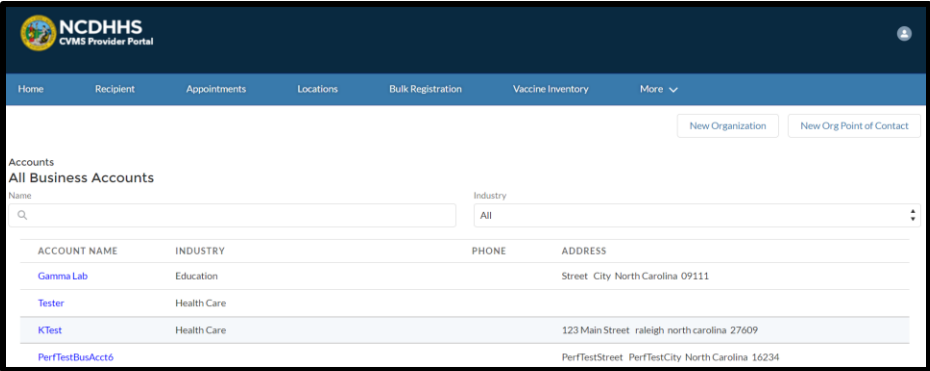 NCDHHS
CVMS Provider Portal
Home Recipient Appointments Locations Bulk Registration Vaccine Inventory More
New Organization New Org Point of Contact
Accounts
All Business Accounts
Name Industry
All
ACCOUNT NAME INDUSTRY PHONE ADDRESS
Gamma Lab Education Street City North Carolina 09111
Tester Health Care
KTest Health Care 123 Main Street raleigh north carolina 27609
PerfTestBusAcct6 PerfTestStreet PerfTestCity North Carolina 16234